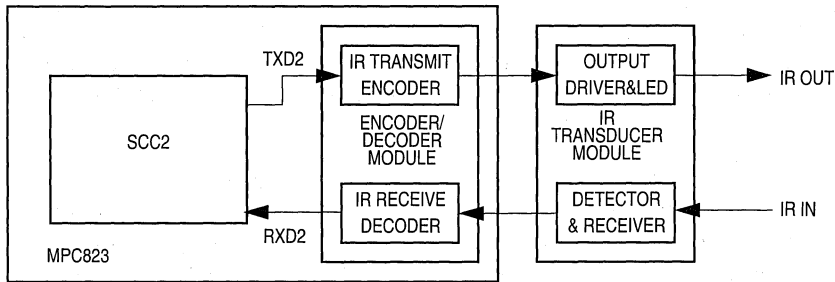 TXD2
IR TRANSMIT
ENCODER
OUTPUT
DRIVER&LED
IR OUT
SCC2
ENCODER/
DECODER
MODULE
IR
TRANSDUCER
MODULE
IR RECEIVE
DECODER
DETECTOR
& RECEIVER
IR IN
RXD2
MPC823